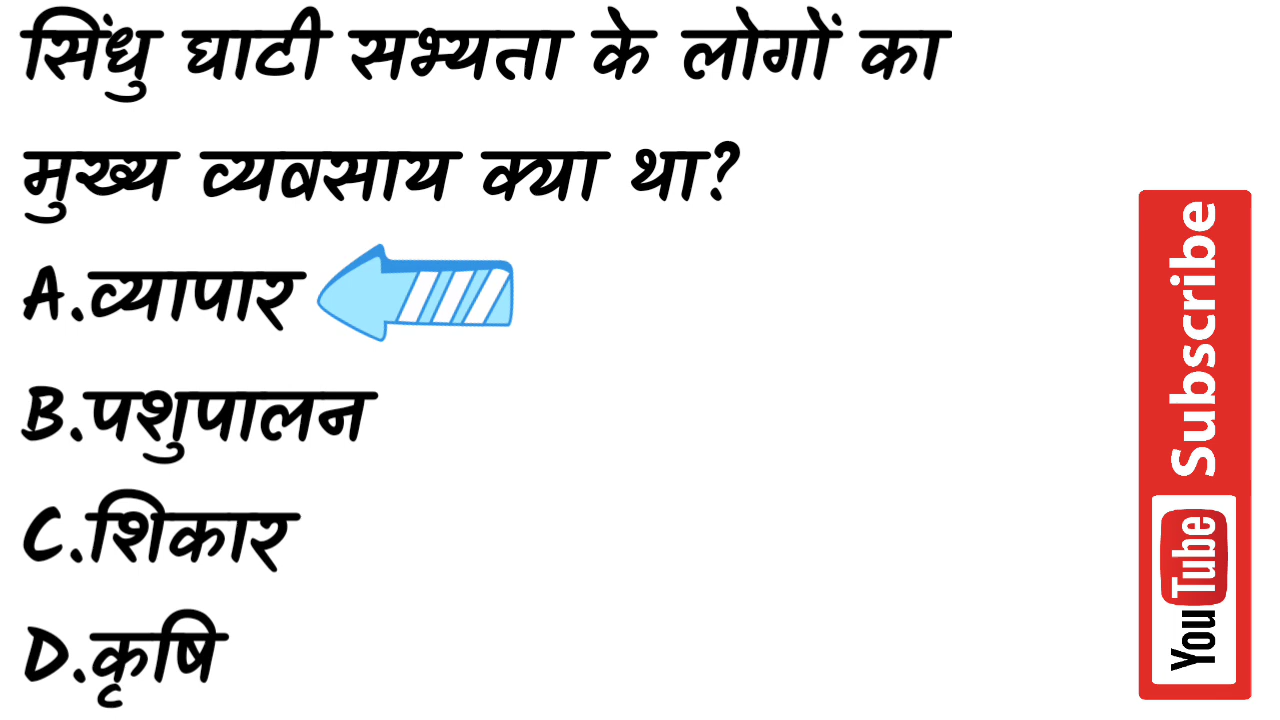 सिंधु घाटी सभ्यता के लोगों का
मुख्य व्यवसाय क्या था?
A.व्यापार
B.पशुपालन
C.शिकार
D.कृषि
YouTube Subscribe